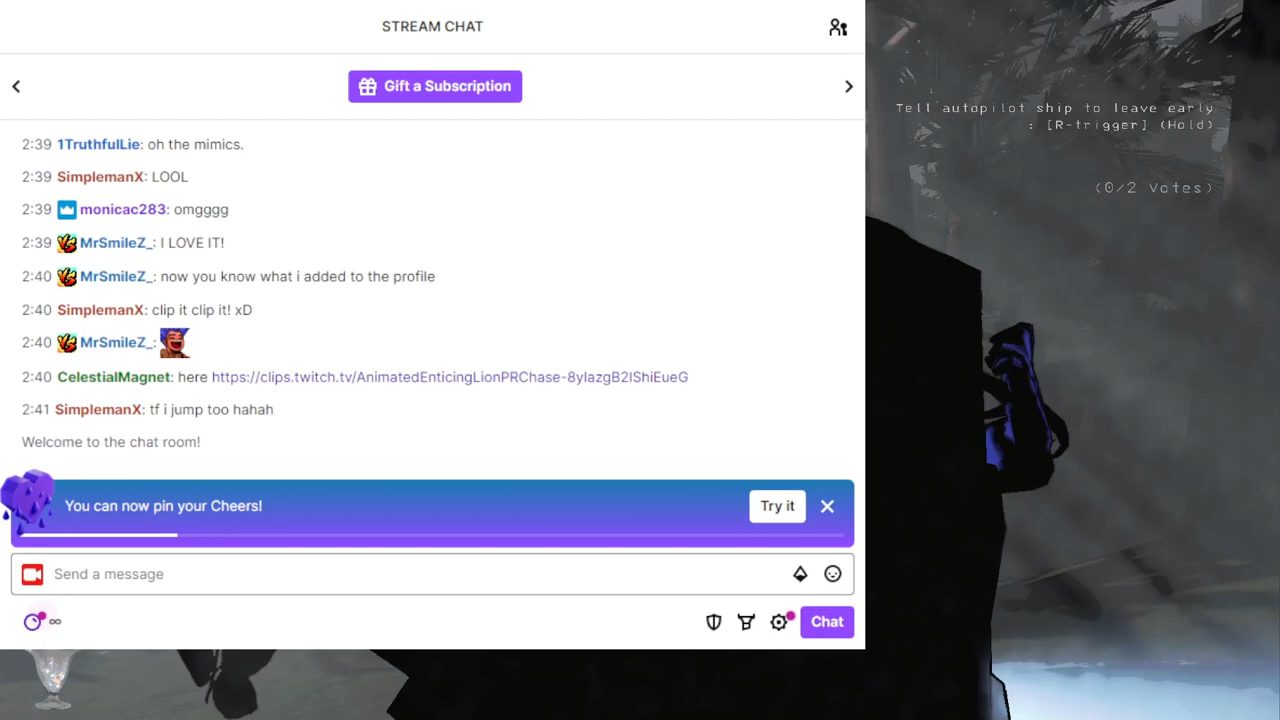 STREAM CHAT
Gift a Subscription
2:39 1TruthfulLie: oh the mimics.
2:39 SimplemanX: LOOL
2:39 monicac283: omgggg
2:39 MrSmileZ_: I LOVE IT!
2:40 MrSmileZ_: now you know what i added to the profile
2:40 SimplemanX: clip it clip it! xD
2:40 MrSmileZ_:
2:40 CelestialMagnet: here https://clips.twitch.tv/AnimatedEnticingLionPRChase-8yIazgB2IShiEueG
2:41 SimplemanX: tf i jump too hahah
Welcome to the chat room!
You can now pin your Cheers!
Try it
Send a message
∞
Chat
Tell autopilot ship to leave early
: [R-trigger] (Hold)
(0/2 Votes)